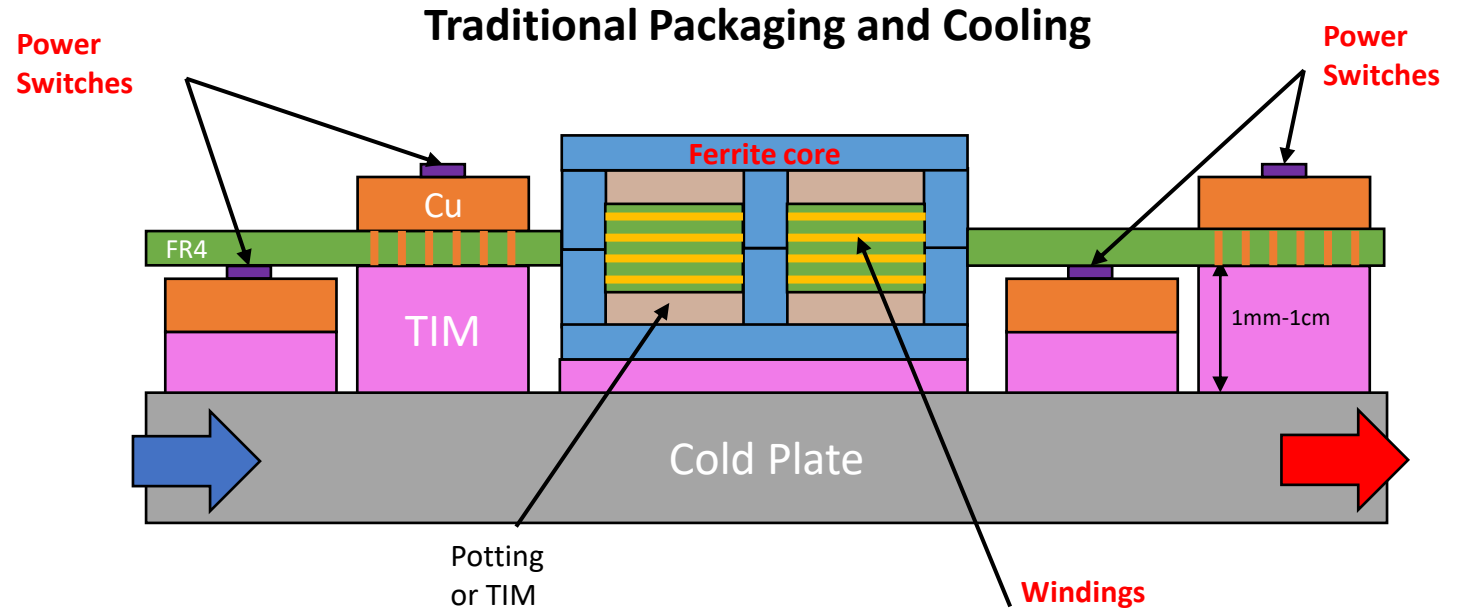 Traditional Packaging and Cooling
Power
Switches
Power
Switches
Ferrite core
Cu
FR4
TIM
1mm-1cm
Cold Plate
Potting
or TIM
Windings